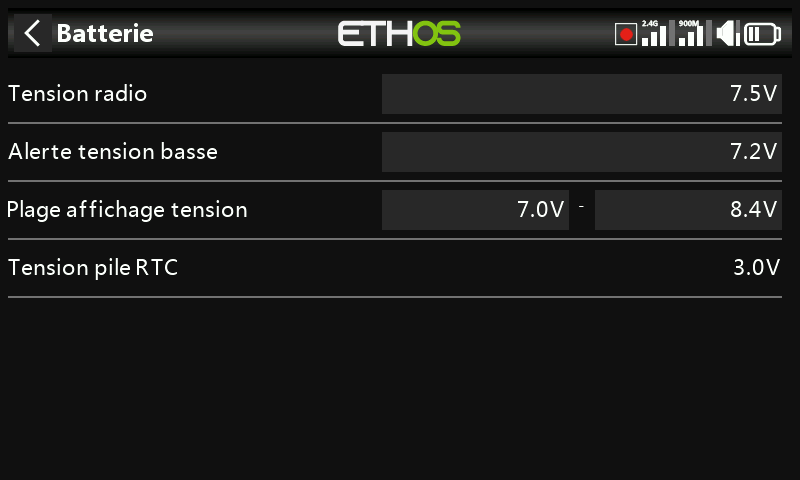 Batterie
ETHOS
2.4G
900M
Tension radio
7.5V
Alerte tension basse
7.2V
Plage affichage tension
7.0V - 8.4V
Tension pile RTC
3.0V